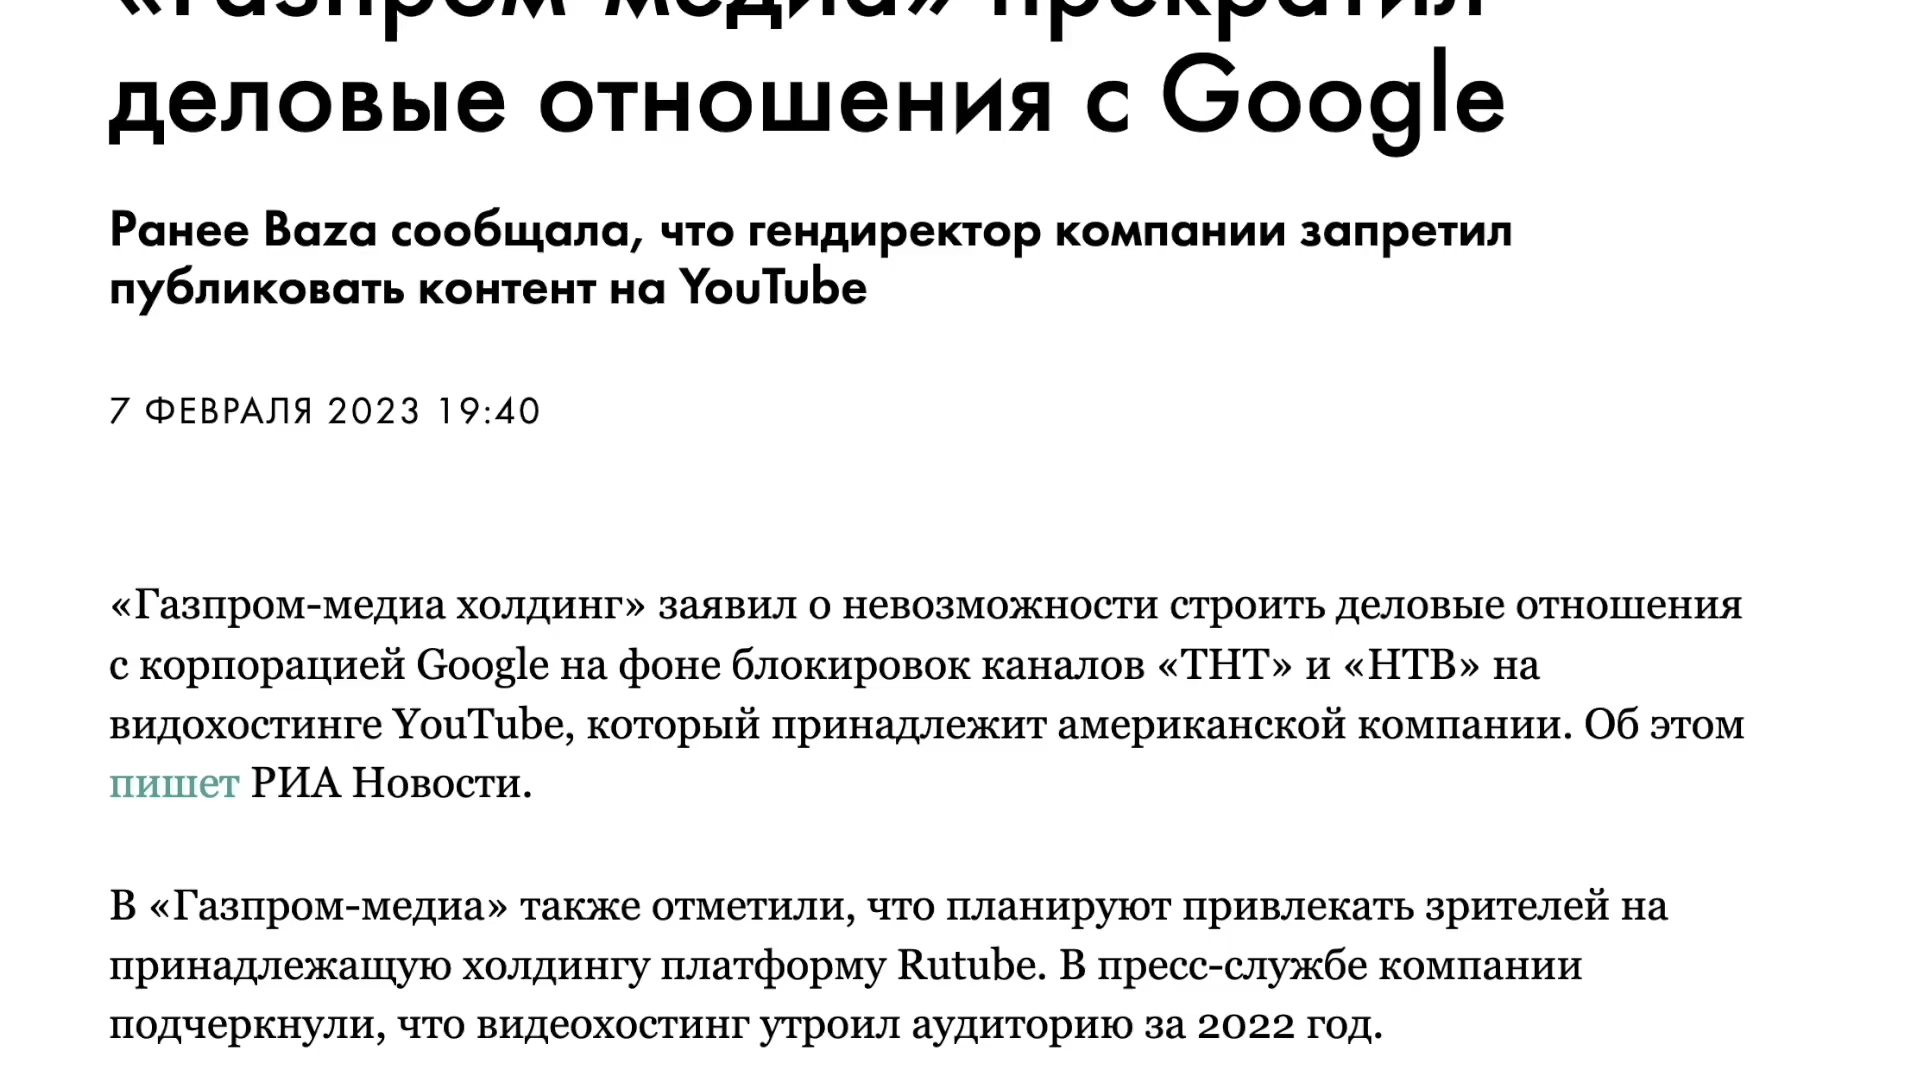 «Газпром-медиа» прекратил
деловые отношения с Google
Ранее Baza сообщала, что гендиректор компании запретил
публиковать контент на YouTube
7 ФЕВРАЛЯ 2023 19:40
«Газпром-медиа холдинг» заявил о невозможности строить деловые отношения
с корпорацией Google на фоне блокировок каналов «ТНТ» и «НТВ» на
видохостинге YouTube, который принадлежит американской компании. Об этом
пишет РИА Новости.
В «Газпром-медиа» также отметили, что планируют привлекать зрителей на
принадлежащую холдингу платформу Rutube. В пресс-службе компании
подчеркнули, что видеохостинг утроил аудиторию за 2022 год.